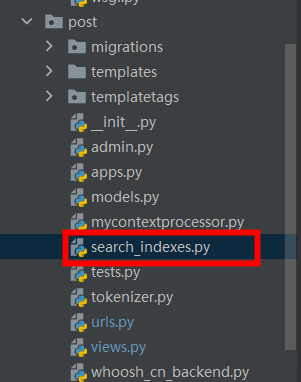 wsgi.py
post
migrations
templates
templatetags
__init__.py
admin.py
apps.py
models.py
mycontextprocessor.py
search_indexes.py
tests.py
tokenizer.py
urls.py
views.py
whoosh_cn_backend.py